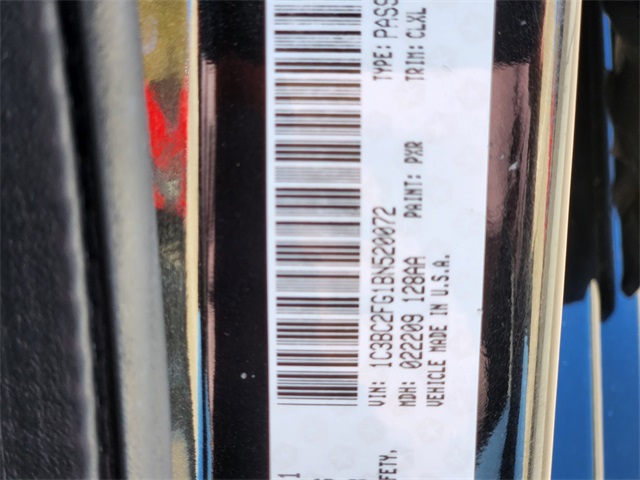 FETY.
VIN: 1C3BC2FG1BN520072 TYPE: PASS
MDH: 022209 128AA PAINT: PXR TRIM: CLXL
VEHICLE MADE IN U.S.A.